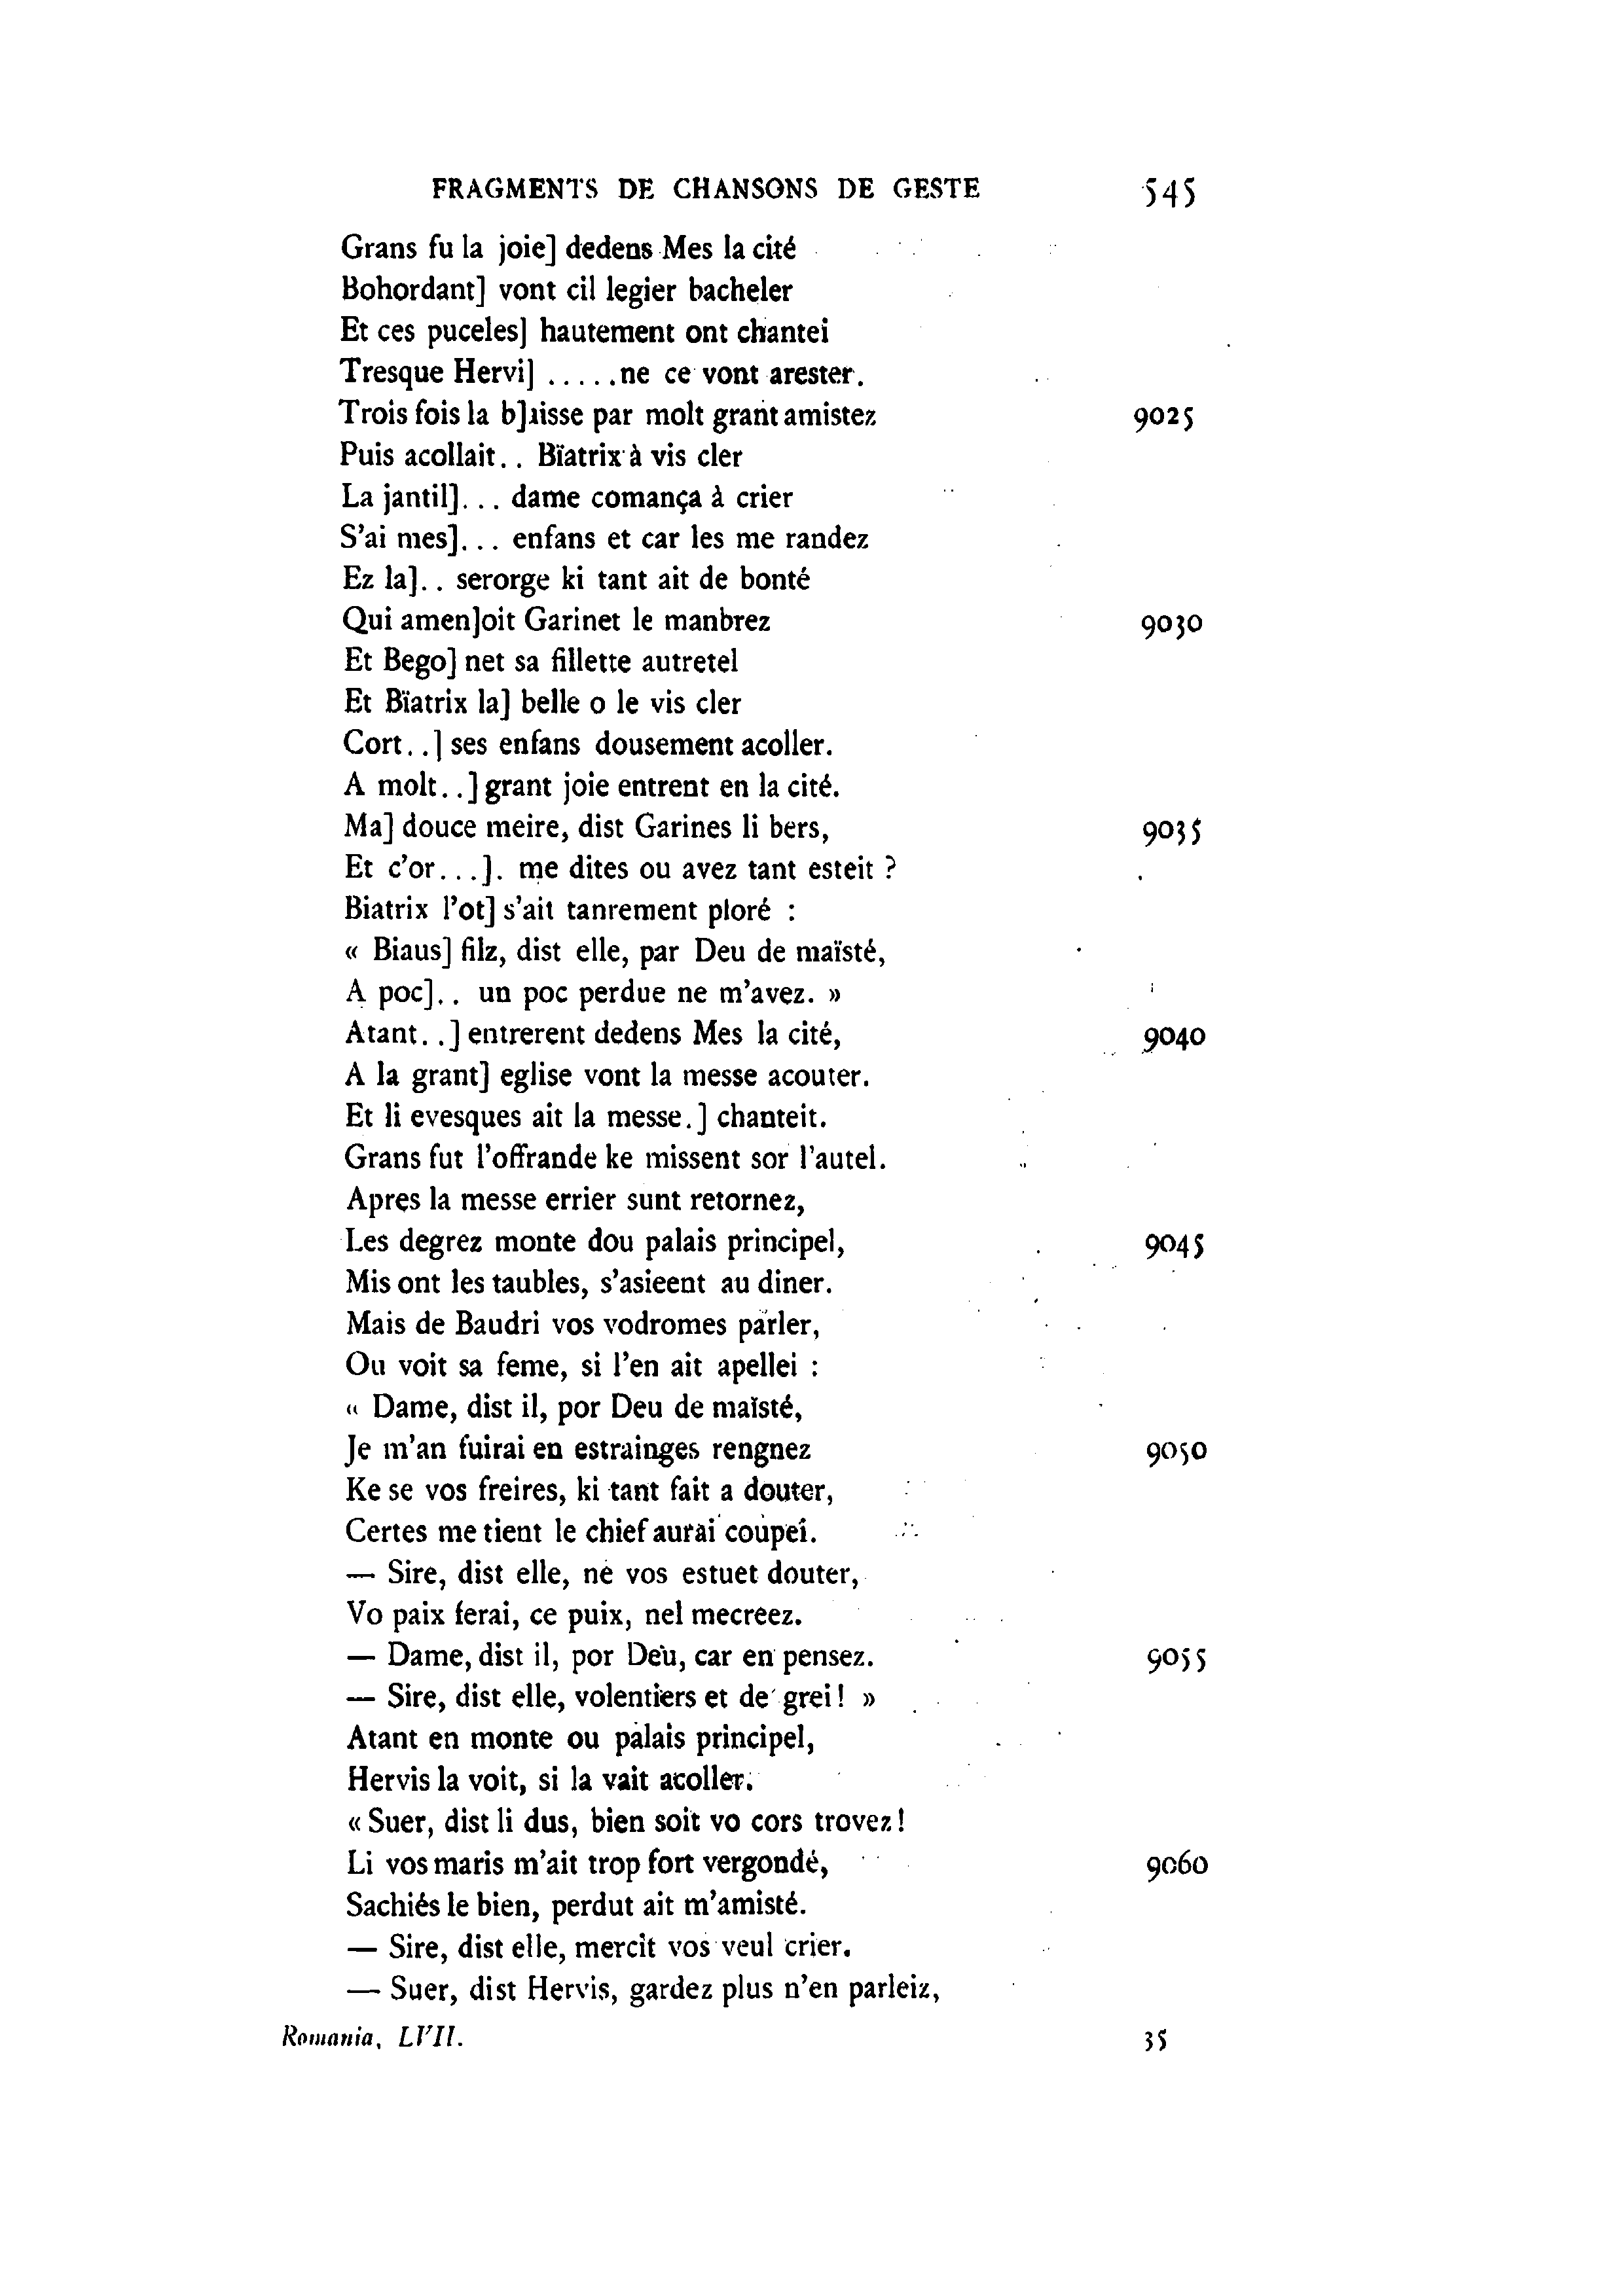 FRAGMENTS DE CHANSONS DE GESTE 545
Grans fu la joie] dedens Mes la cité
Bohordant] vont cil legier bacheler
Et ces puceles] hautement ont chantei
Tresque Hervi] .....ne ce vont arester.
Trois fois la b]aisse par molt grant amistez 9025
Puis acollait.. Bïatrix à vis cler
La jantil]... dame comança à crier
S'ai mes]... enfans et car les me randez
Ez la].. serorge ki tant ait de bonté
Qui amen]oit Garinet le manbrez 9030
Et Bego] net sa fillette autretel
Et Bïatrix la] belle o le vis cler
Cort..] ses enfans dousement acoller.
A molt..] grant joie entrent en la cité.
Ma] douce meire, dist Garines li bers, 9035
Et c'or...]. me dites ou avez tant esteit ?
Biatrix l'ot] s'ait tanrement ploré :
« Biaus] filz, dist elle, par Deu de maïsté,
A poc].. un poc perdue ne m'avez. »
Atant..] entrerent dedens Mes la cité, 9040
A la grant] eglise vont la messe acouter.
Et li evesques ait la messe.] chanteit.
Grans fut l'offrande ke missent sor l'autel.
Apres la messe errier sunt retornez,
Les degrez monte dou palais principel, 9045
Mis ont les taubles, s'asieent au diner.
Mais de Baudri vos vodromes parler,
Ou voit sa feme, si l'en ait apellei :
« Dame, dist il, por Deu de maïsté,
Je m'an fuirai en estrainges rengnez 9050
Ke se vos freires, ki tant fait a douter,
Certes me tient le chief aurai coupei.
— Sire, dist elle, ne vos estuet douter,
Vo paix ferai, ce puix, nel mecreez.
— Dame, dist il, por Deu, car en pensez. 9055
— Sire, dist elle, volentiers et de grei ! »
Atant en monte ou palais principel,
Hervis la voit, si la vait acoller.
« Suer, dist li dus, bien soit vo cors trovez !
Li vos maris m'ait trop fort vergondé, 9060
Sachiés le bien, perdut ait m'amisté.
— Sire, dist elle, mercit vos veul crier.
— Suer, dist Hervis, gardez plus n'en parleiz,
Romania, LVII. 35